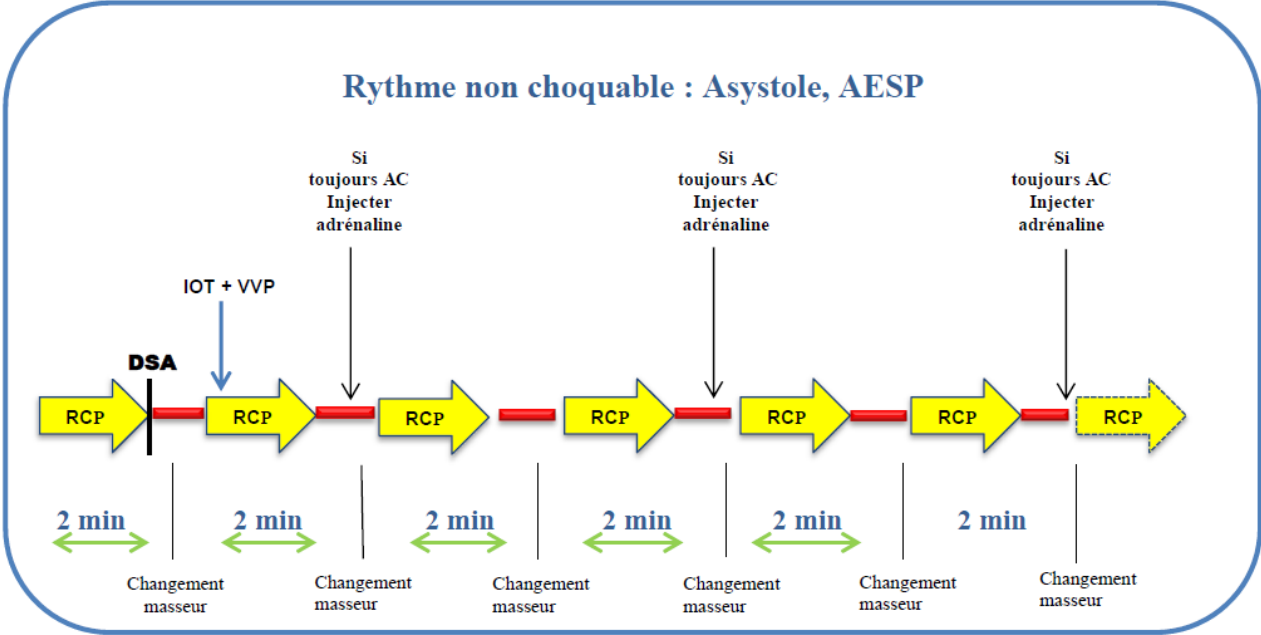 Rythme non choquable : Asystole, AESP
Si
toujours AC
Injecter
adrénaline
Si
toujours AC
Injecter
adrénaline
Si
toujours AC
Injecter
adrénaline
IOT + VVP
DSA
RCP
RCP
RCP
RCP
RCP
RCP
RCP
2 min
2 min
2 min
2 min
2 min
2 min
Changement
masseur
Changement
masseur
Changement
masseur
Changement
masseur
Changement
masseur
Changement
masseur